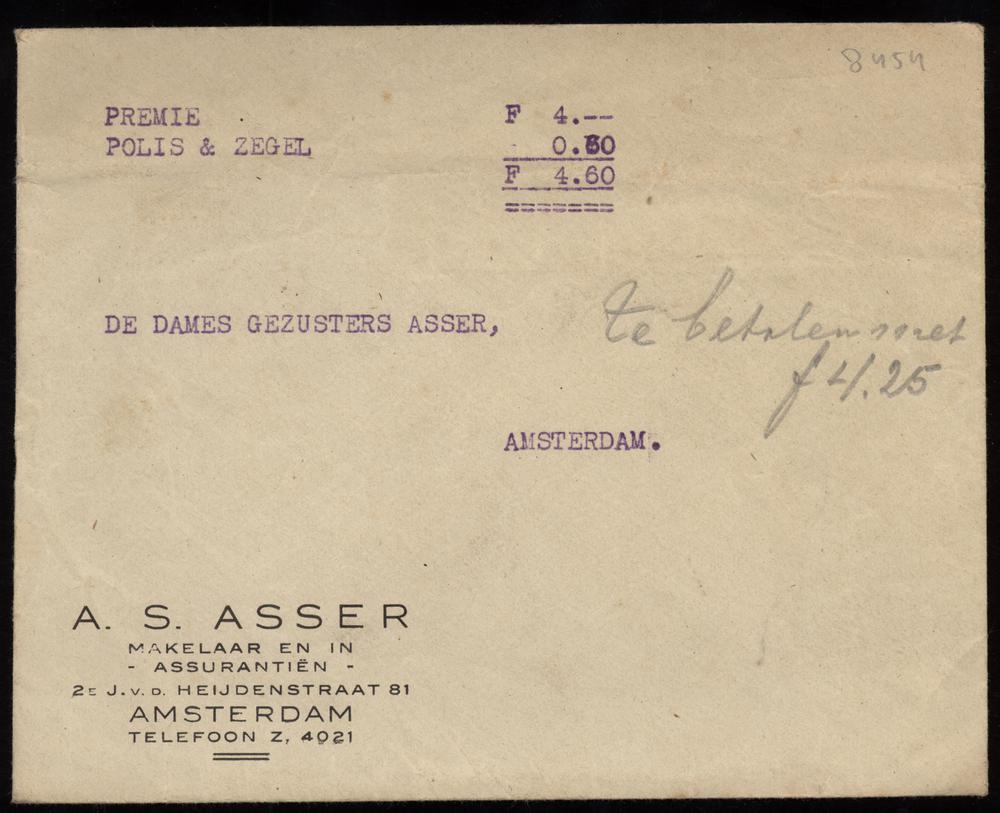 8454
PREMIE F 4.--
POLIS & ZEGEL 0.60
F 4.60
=======
DE DAMES GEZUSTERS ASSER,
te betalen met
f 4.25
AMSTERDAM.
A. S. ASSER
MAKELAAR EN IN
- ASSURANTIËN -
2E J. v. D. HEIJDENSTRAAT 81
AMSTERDAM
TELEFOON Z, 4021